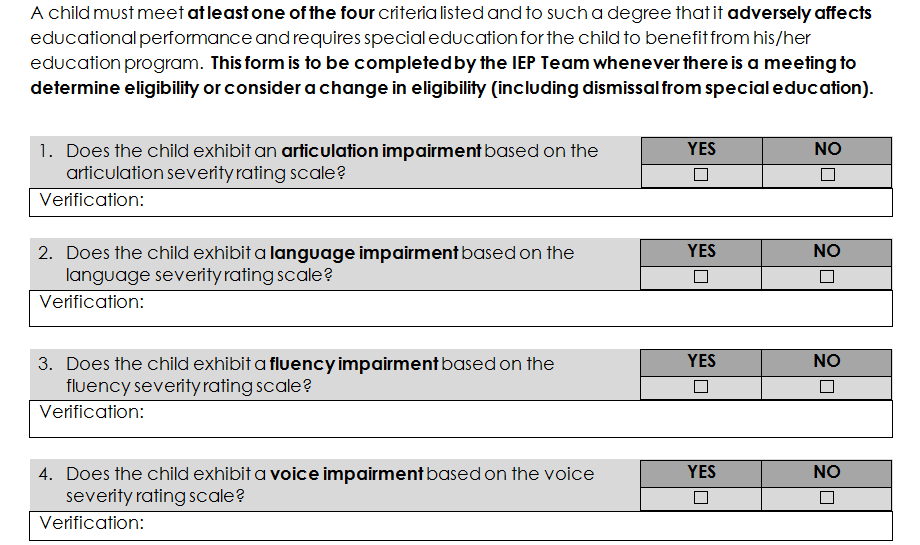 A child must meet at least one of the four criteria listed and to such a degree that it adversely affects
educational performance and requires special education for the child to benefit from his/her
education program. This form is to be completed by the IEP Team whenever there is a meeting to
determine eligibility or consider a change in eligibility (including dismissal from special education).
1. Does the child exhibit an articulation impairment based on the
articulation severity rating scale?
YES NO
☐ ☐
Verification:
2. Does the child exhibit a language impairment based on the
language severity rating scale?
YES NO
☐ ☐
Verification:
3. Does the child exhibit a fluency impairment based on the
fluency severity rating scale?
YES NO
☐ ☐
Verification:
4. Does the child exhibit a voice impairment based on the voice
severity rating scale?
YES NO
☐ ☐
Verification: